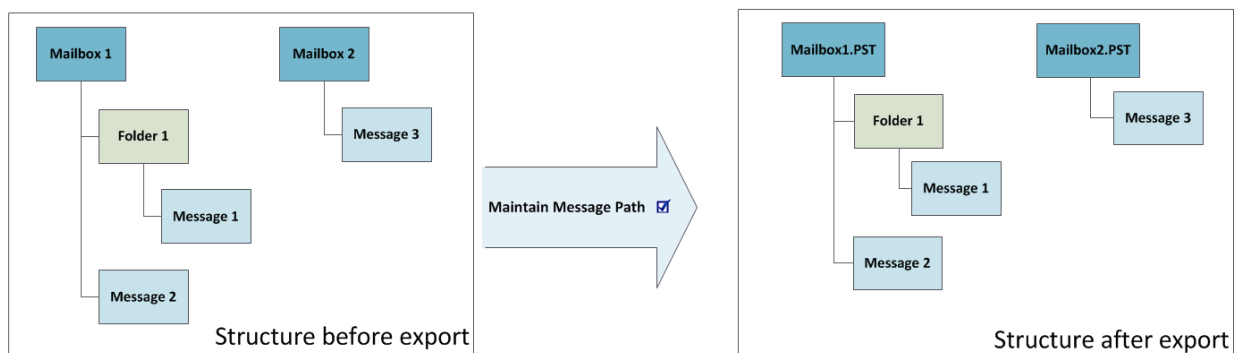 Mailbox 1
Mailbox 2
Folder 1
Message 3
Message 1
Message 2
Structure before export
Maintain Message Path
Mailbox1.PST
Mailbox2.PST
Folder 1
Message 3
Message 1
Message 2
Structure after export